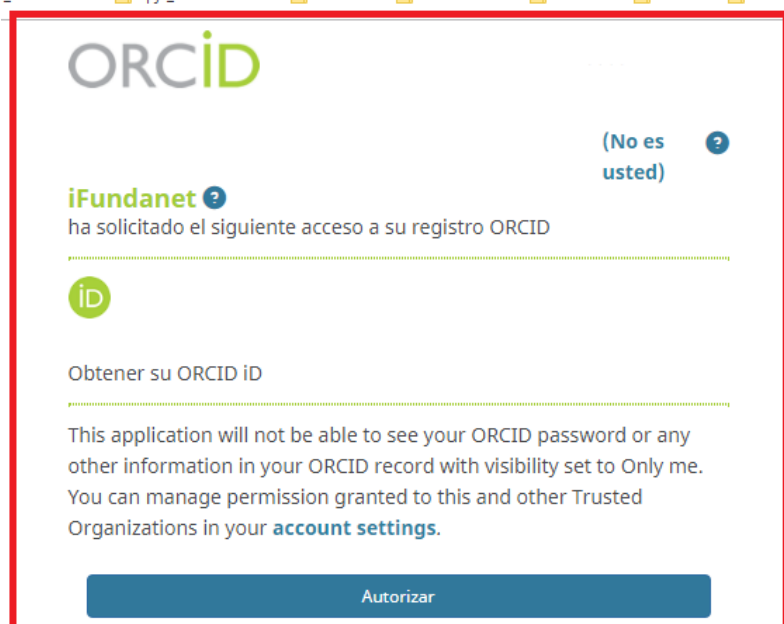 ORCID
(No es
usted)
iFundanet
ha solicitado el siguiente acceso a su registro ORCID
iD
Obtener su ORCID iD
This application will not be able to see your ORCID password or any
other information in your ORCID record with visibility set to Only me.
You can manage permission granted to this and other Trusted
Organizations in your account settings.
Autorizar